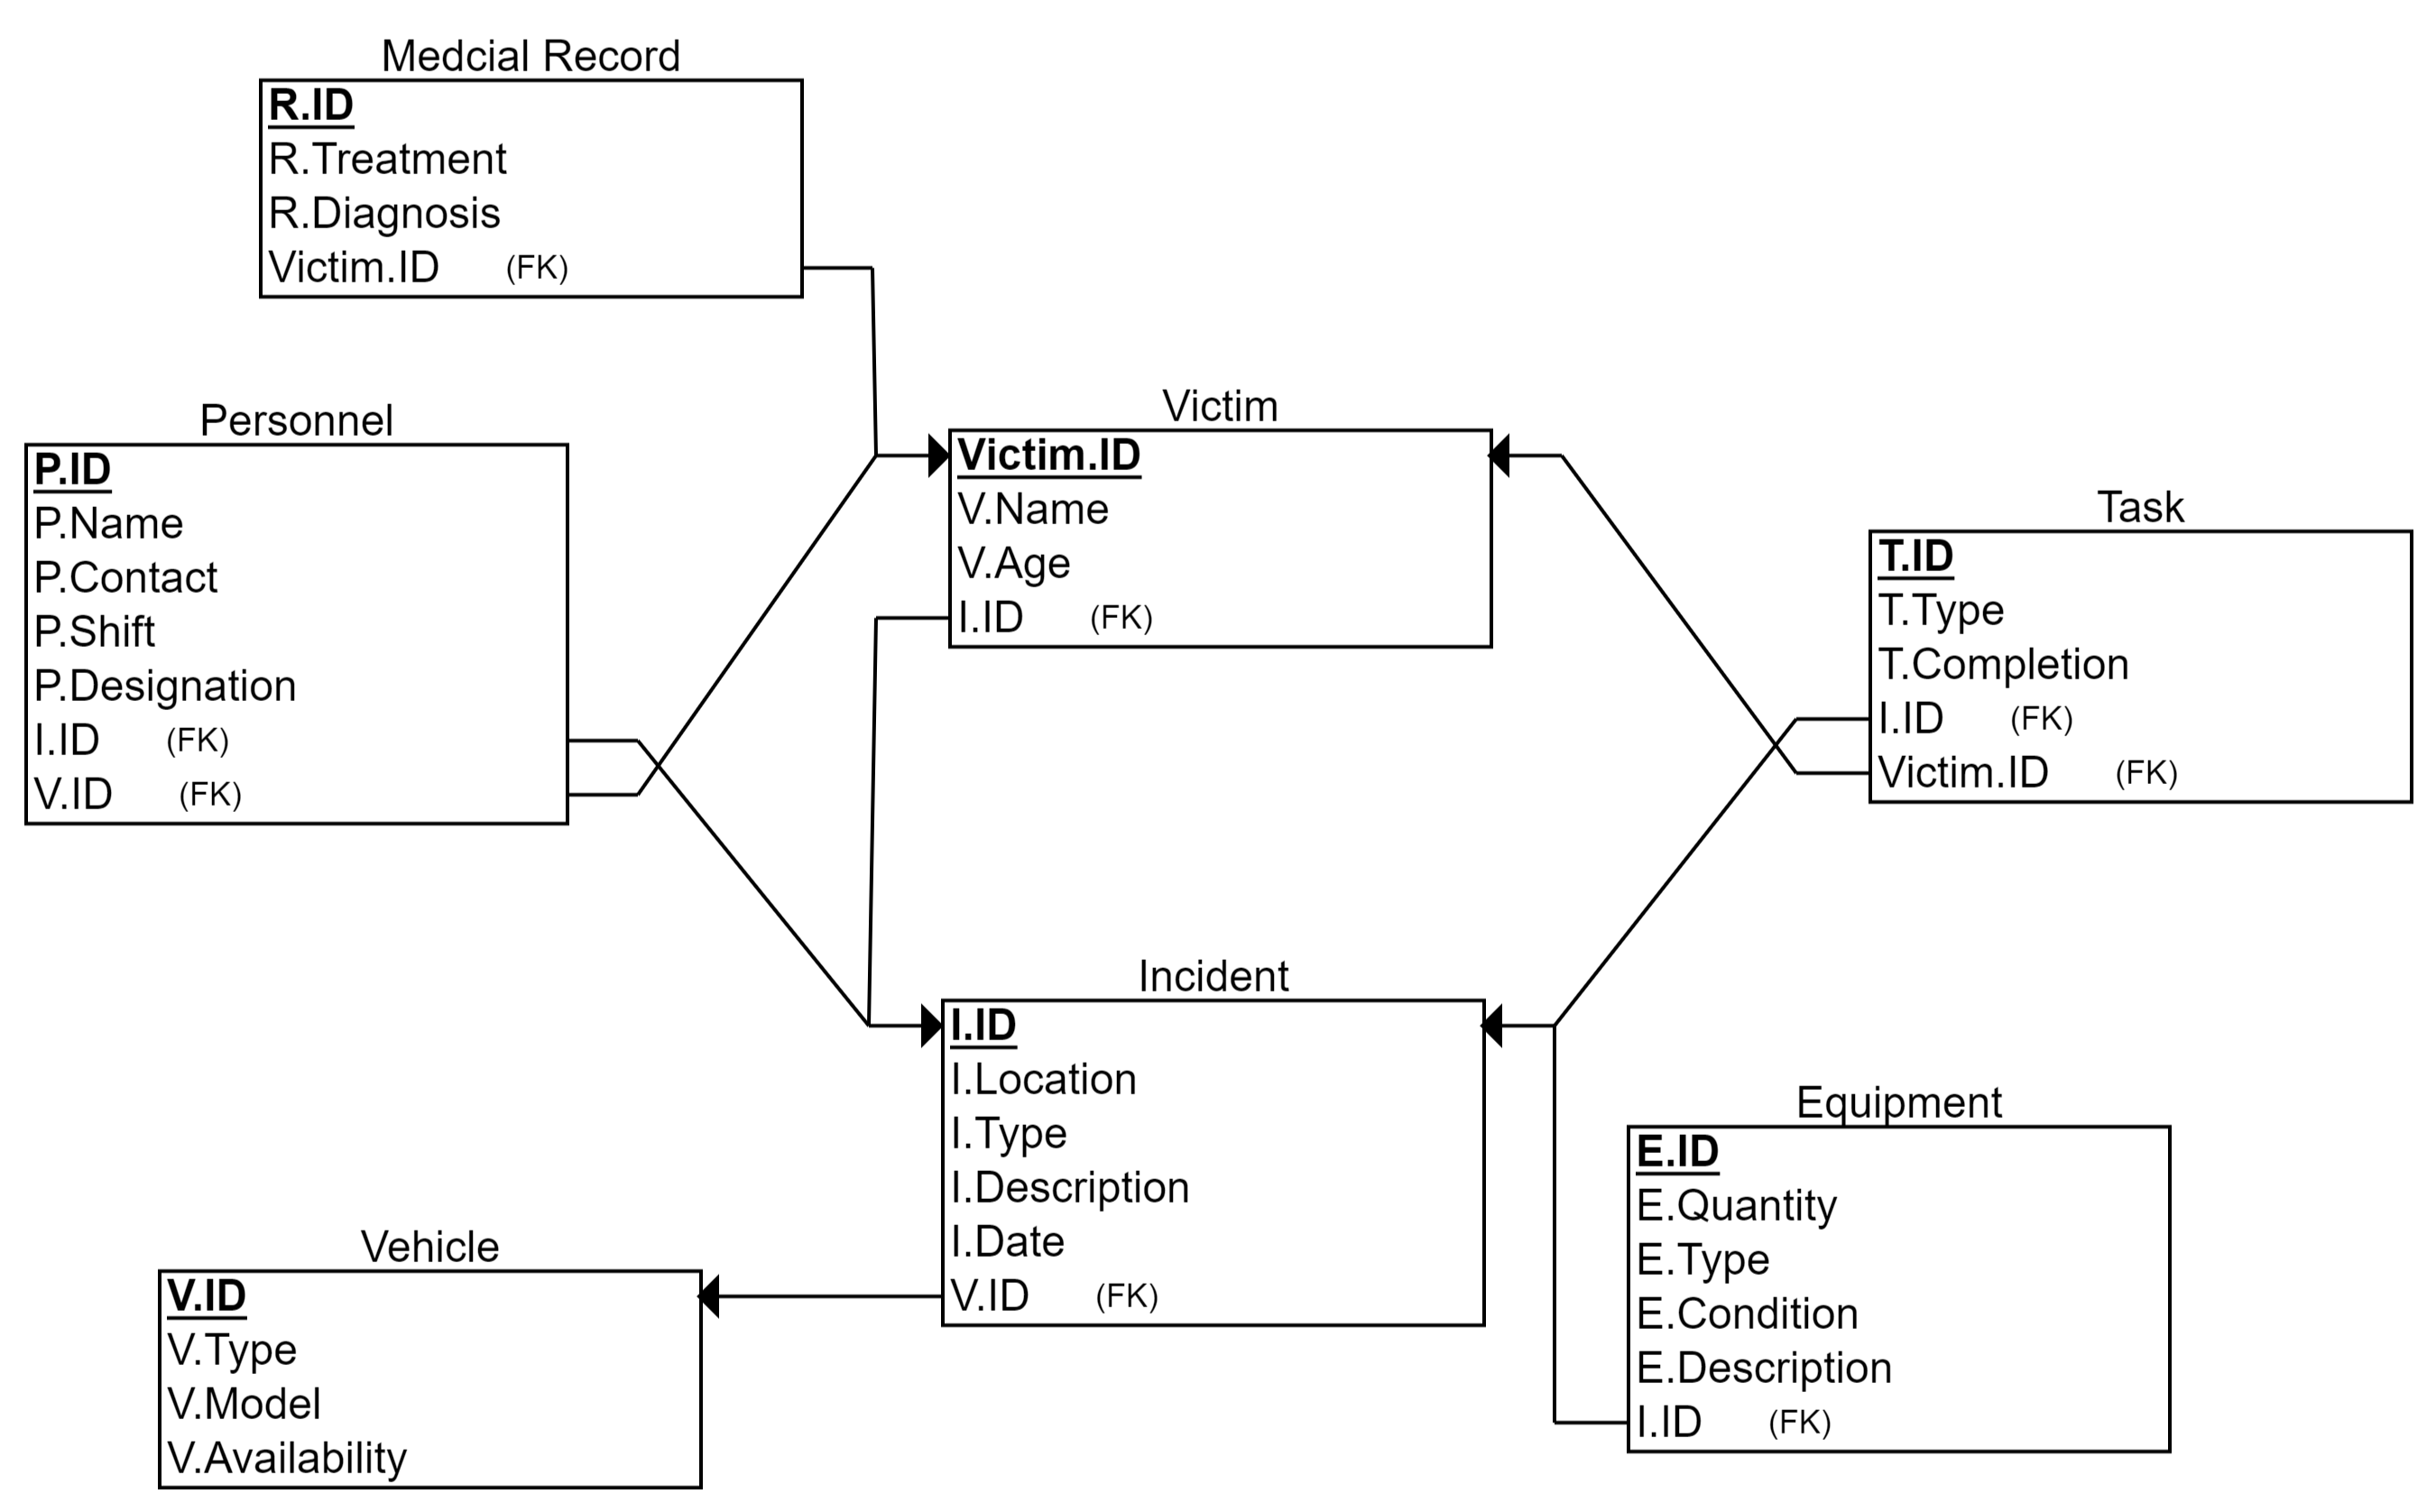 Medcial Record
R.ID
R.Treatment
R.Diagnosis
Victim.ID (FK)
Personnel
P.ID
P.Name
P.Contact
P.Shift
P.Designation
I.ID (FK)
V.ID (FK)
Victim
Victim.ID
V.Name
V.Age
I.ID (FK)
Task
T.ID
T.Type
T.Completion
I.ID (FK)
Victim.ID (FK)
Incident
I.ID
I.Location
I.Type
I.Description
I.Date
V.ID (FK)
Equipment
E.ID
E.Quantity
E.Type
E.Condition
E.Description
I.ID (FK)
Vehicle
V.ID
V.Type
V.Model
V.Availability